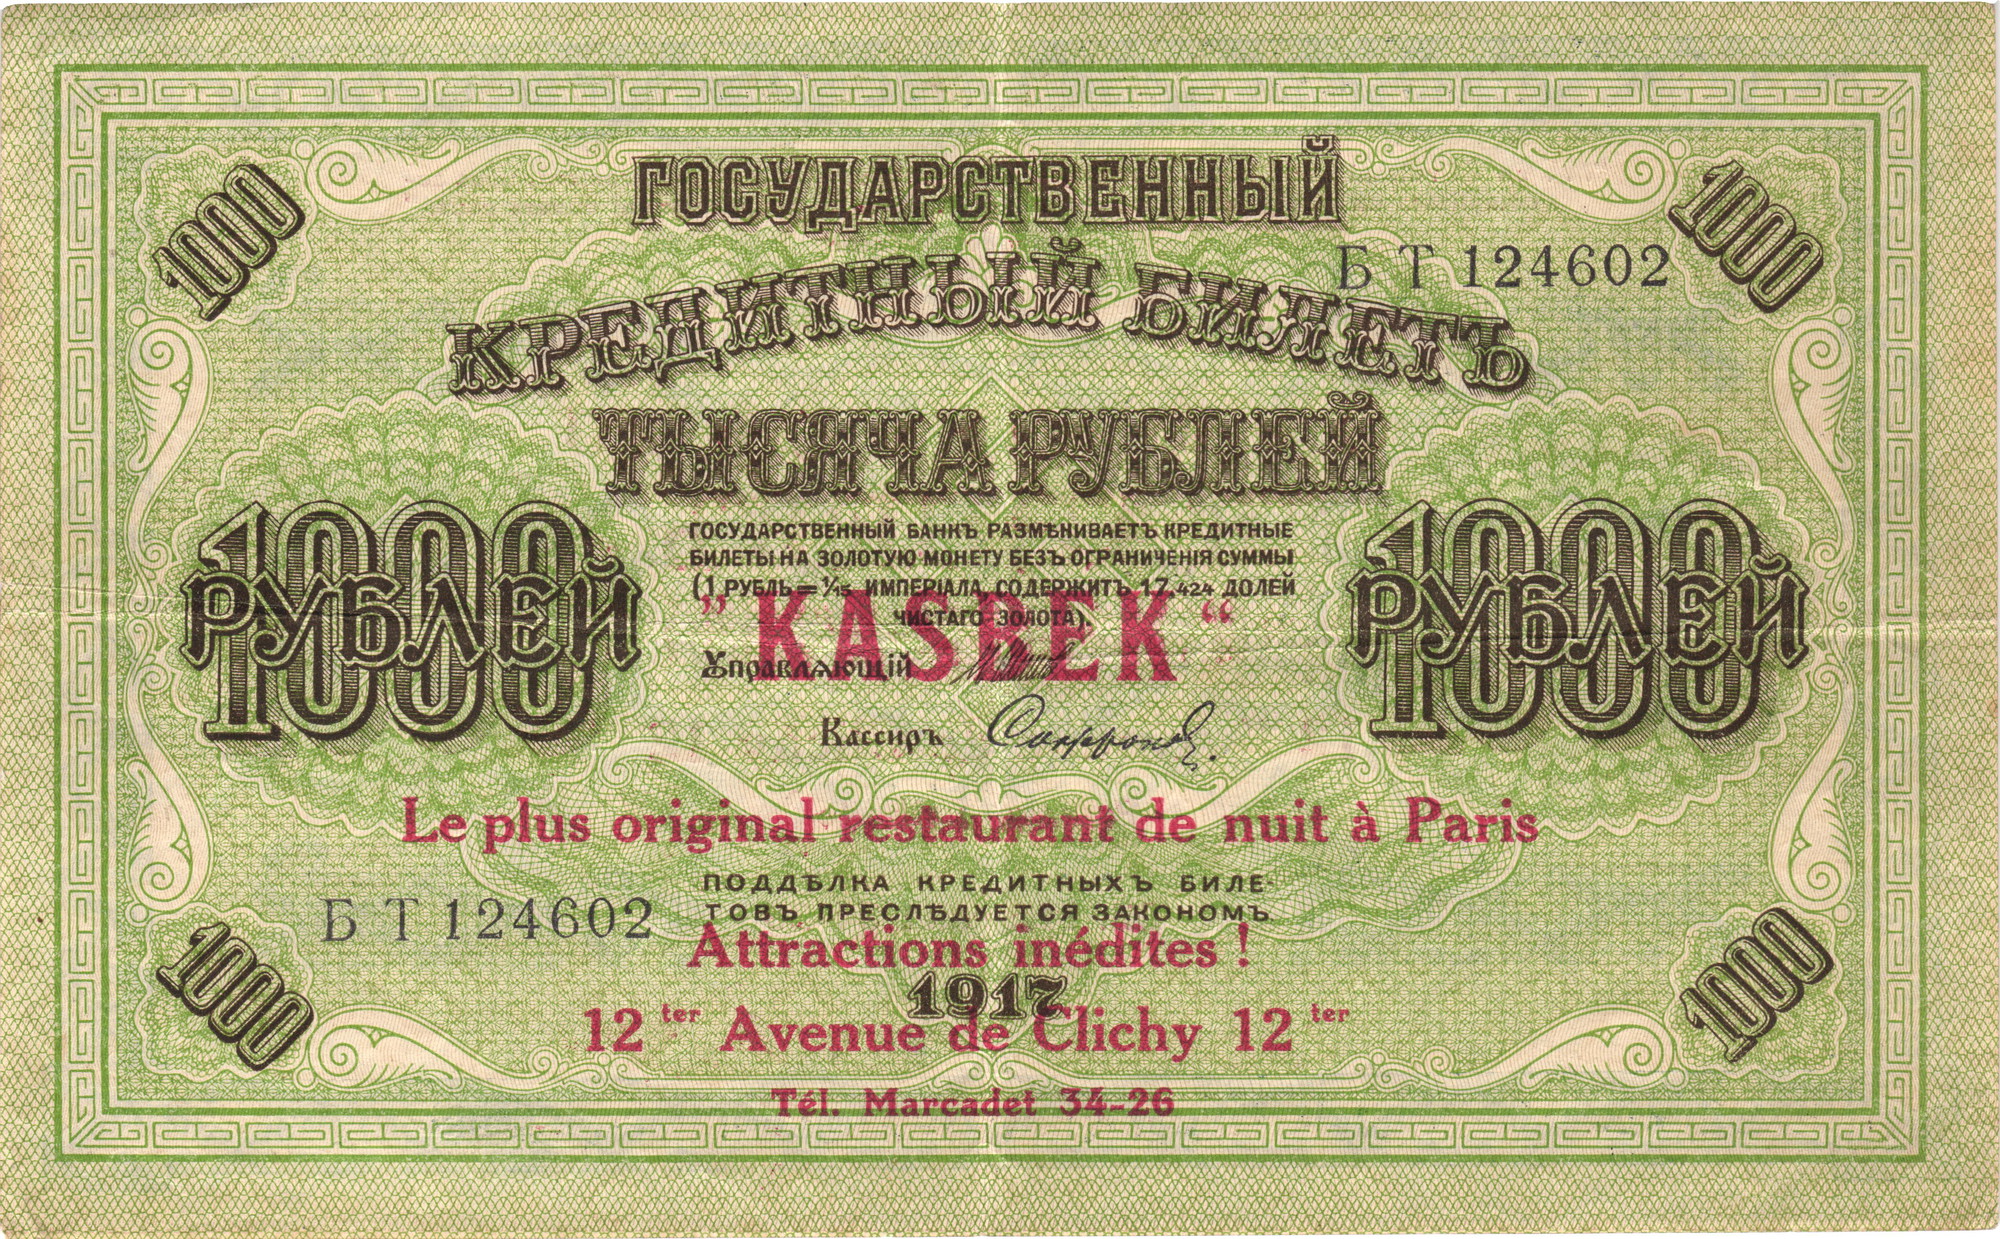 1000
1000
ГОСУДАРСТВЕННЫЙ
БТ 124602
КРЕДИТНЫЙ БИЛЕТЪ
ТЫСЯЧА РУБЛЕЙ
1000
РУБЛЕЙ
1000
РУБЛЕЙ
ГОСУДАРСТВЕННЫЙ БАНКЪ РАЗМѢНИВАЕТЪ КРЕДИТНЫЕ
БИЛЕТЫ НА ЗОЛОТУЮ МОНЕТУ БЕЗЪ ОГРАНИЧЕНІЯ СУММЫ
(1 РУБЛЬ = 1/15 ИМПЕРІАЛА, СОДЕРЖИТЪ 17,424 ДОЛЕЙ
ЧИСТАГО ЗОЛОТА).
"KASBEK"
Управляющій
Кассиръ
Le plus original restaurant de nuit à Paris
ПОДДѢЛКА КРЕДИТНЫХЪ БИЛЕ-
ТОВЪ ПРЕСЛѢДУЕТСЯ ЗАКОНОМЪ
БТ 124602
Attractions inédites !
1917
12 ter Avenue de Clichy 12 ter
Tél. Marcadet 34-26
1000
1000